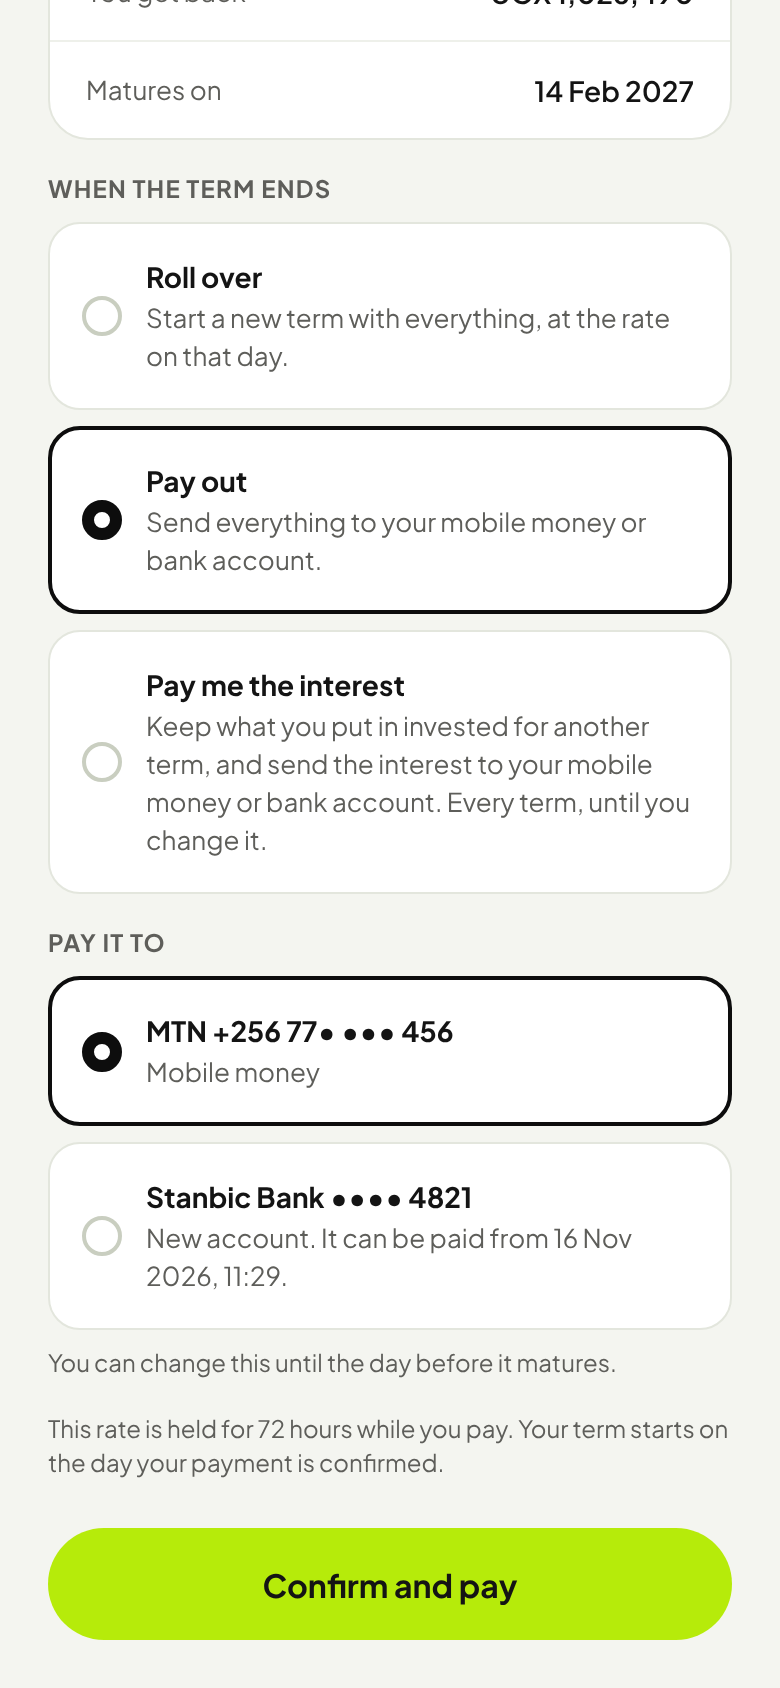 Matures on
14 Feb 2027
WHEN THE TERM ENDS
Roll over
Start a new term with everything, at the rate
on that day.
Pay out
Send everything to your mobile money or
bank account.
Pay me the interest
Keep what you put in invested for another
term, and send the interest to your mobile
money or bank account. Every term, until you
change it.
PAY IT TO
MTN +256 77• ••• 456
Mobile money
Stanbic Bank •••• 4821
New account. It can be paid from 16 Nov
2026, 11:29.
You can change this until the day before it matures.
This rate is held for 72 hours while you pay. Your term starts on
the day your payment is confirmed.
Confirm and pay